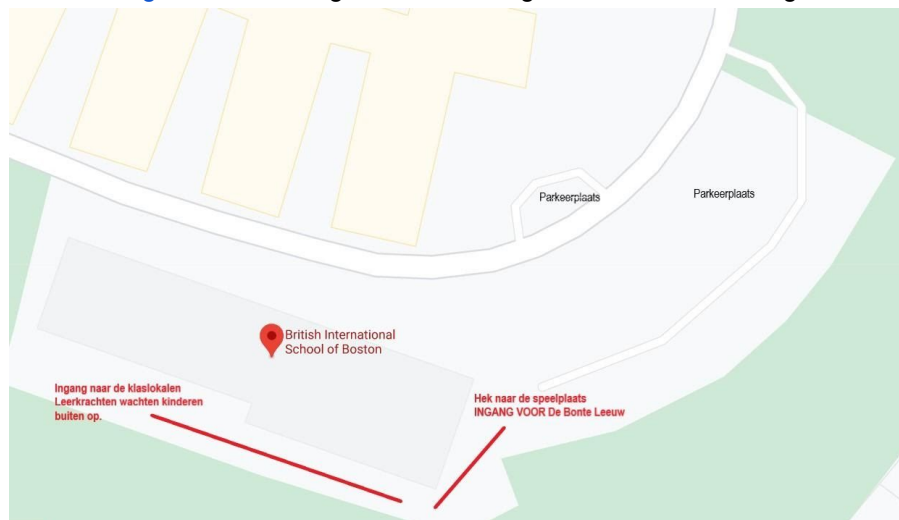 Parkeerplaats
Parkeerplaats
British International
School of Boston
Ingang naar de klaslokalen
Leerkrachten wachten kinderen
buiten op.
Hek naar de speelplaats
INGANG VOOR De Bonte Leeuw